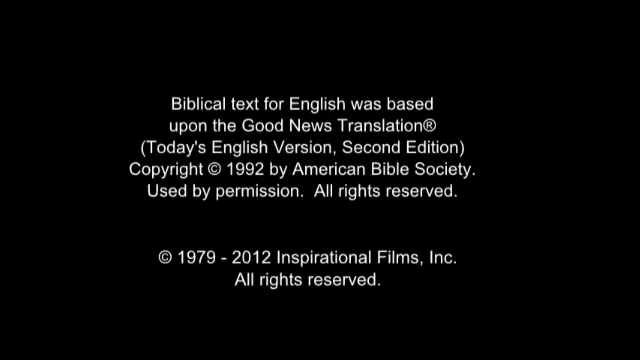 Biblical text for English was based
upon the Good News Translation®
(Today's English Version, Second Edition)
Copyright © 1992 by American Bible Society.
Used by permission.  All rights reserved.
© 1979 - 2012 Inspirational Films, Inc.
All rights reserved.